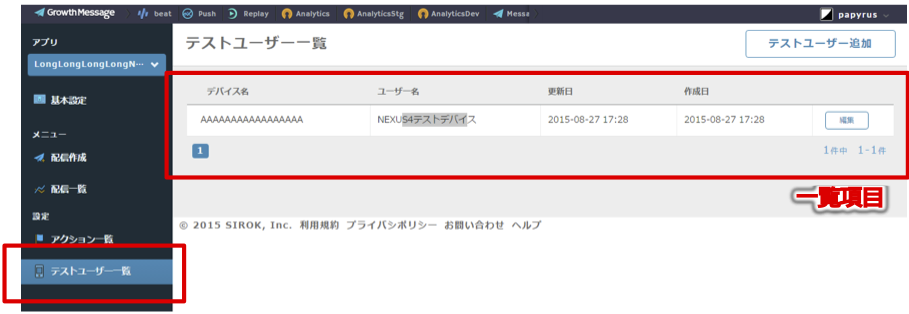 GrowthMessage beat Push Replay Analytics AnalyticsStg AnalyticsDev Messa papyrus
アプリ
LongLongLongLongN…
基本設定
メニュー
配信作成
配信一覧
設定
アクション一覧
テストユーザー一覧
テストユーザー一覧
テストユーザー追加
デバイス名 ユーザー名 更新日 作成日
AAAAAAAAAAAAAAAAA NEXUS4テストデバイス 2015-08-27 17:28 2015-08-27 17:28 編集
1 1件中 1-1件
一覧項目
© 2015 SIROK, Inc. 利用規約 プライバシポリシー お問い合わせ ヘルプ